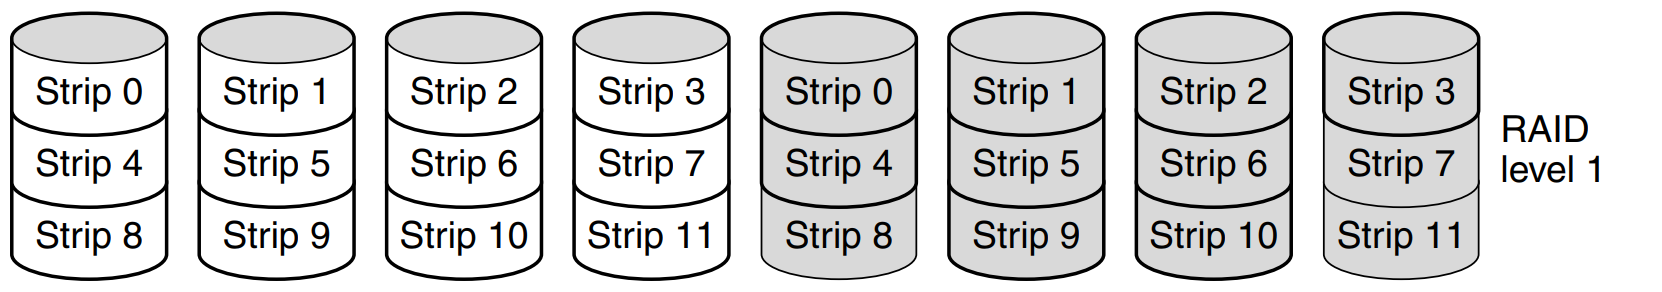 Strip 0 Strip 1 Strip 2 Strip 3 Strip 0 Strip 1 Strip 2 Strip 3
Strip 4 Strip 5 Strip 6 Strip 7 Strip 4 Strip 5 Strip 6 Strip 7
Strip 8 Strip 9 Strip 10 Strip 11 Strip 8 Strip 9 Strip 10 Strip 11
RAID
level 1